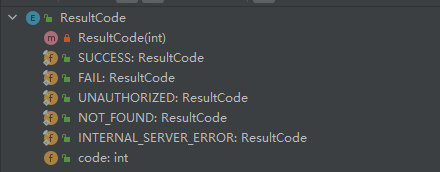 ResultCode
ResultCode(int)
SUCCESS: ResultCode
FAIL: ResultCode
UNAUTHORIZED: ResultCode
NOT_FOUND: ResultCode
INTERNAL_SERVER_ERROR: ResultCode
code: int